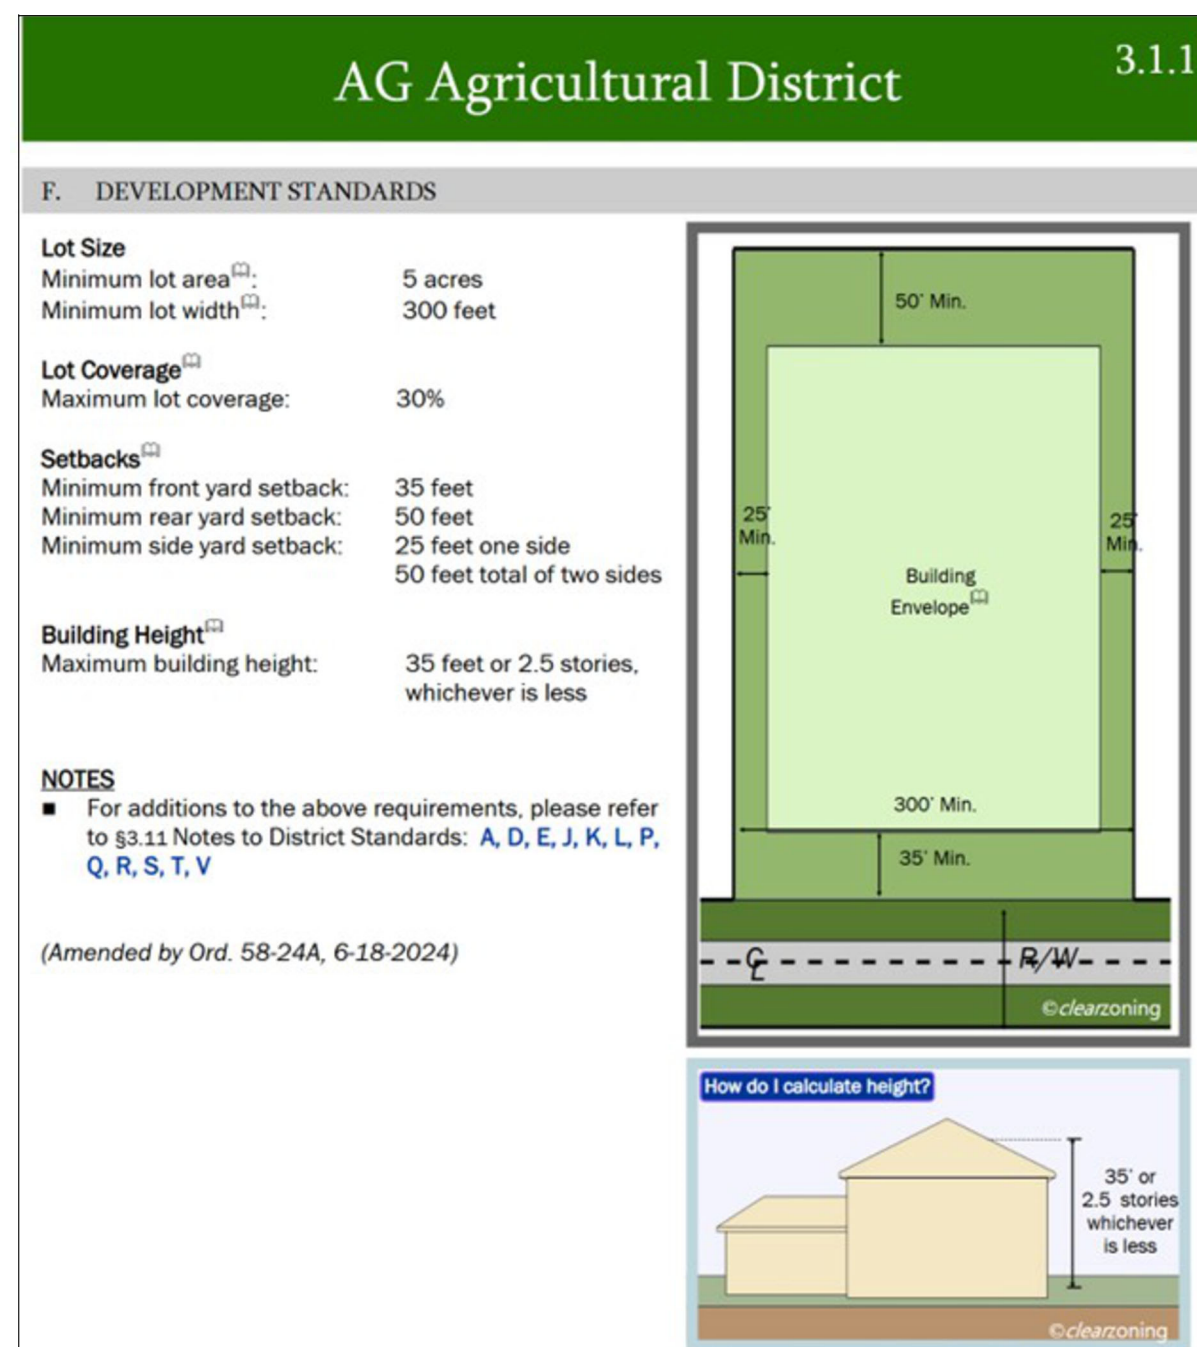 AG Agricultural District
3.1.1
F. DEVELOPMENT STANDARDS
Lot Size
Minimum lot area: 5 acres
Minimum lot width: 300 feet
Lot Coverage
Maximum lot coverage: 30%
Setbacks
Minimum front yard setback: 35 feet
Minimum rear yard setback: 50 feet
Minimum side yard setback: 25 feet one side
50 feet total of two sides
Building Height
Maximum building height: 35 feet or 2.5 stories,
whichever is less
NOTES
■ For additions to the above requirements, please refer
to §3.11 Notes to District Standards: A, D, E, J, K, L, P,
Q, R, S, T, V
(Amended by Ord. 58-24A, 6-18-2024)
50' Min.
25'
Min.
25'
Min.
Building
Envelope
300' Min.
35' Min.
CL
R/W
©clearzoning
How do I calculate height?
35' or
2.5 stories
whichever
is less
©clearzoning